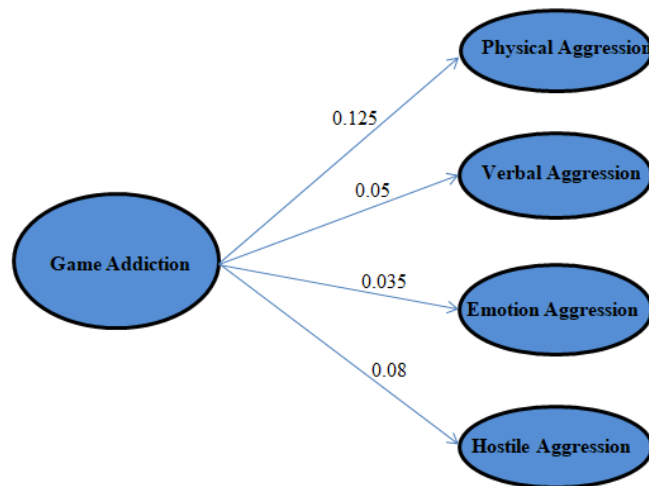 Physical Aggression
0.125
Verbal Aggression
0.05
Game Addiction
0.035
Emotion Aggression
0.08
Hostile Aggression